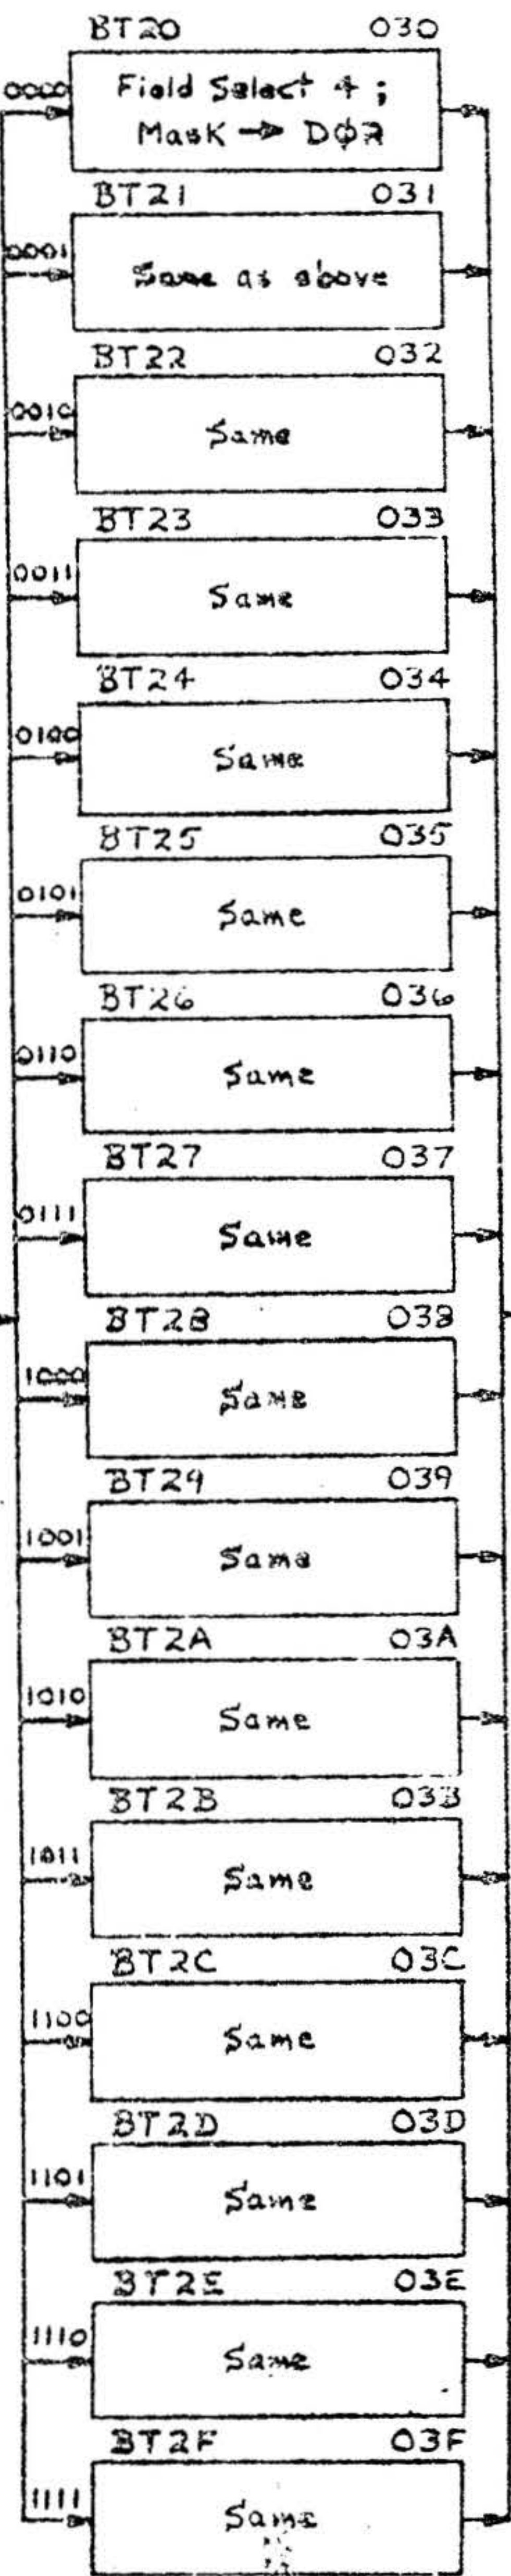 BT20 030
0000
Field Select 4;
Mask → DØR
BT21 031
0001
Same as above
BT22 032
0010
Same
BT23 033
0011
Same
BT24 034
0100
Same
BT25 035
0101
Same
BT26 036
0110
Same
BT27 037
0111
Same
BT28 038
1000
Same
BT29 039
1001
Same
BT2A 03A
1010
Same
BT2B 03B
1011
Same
BT2C 03C
1100
Same
BT2D 03D
1101
Same
BT2E 03E
1110
Same
BT2F 03F
1111
Same